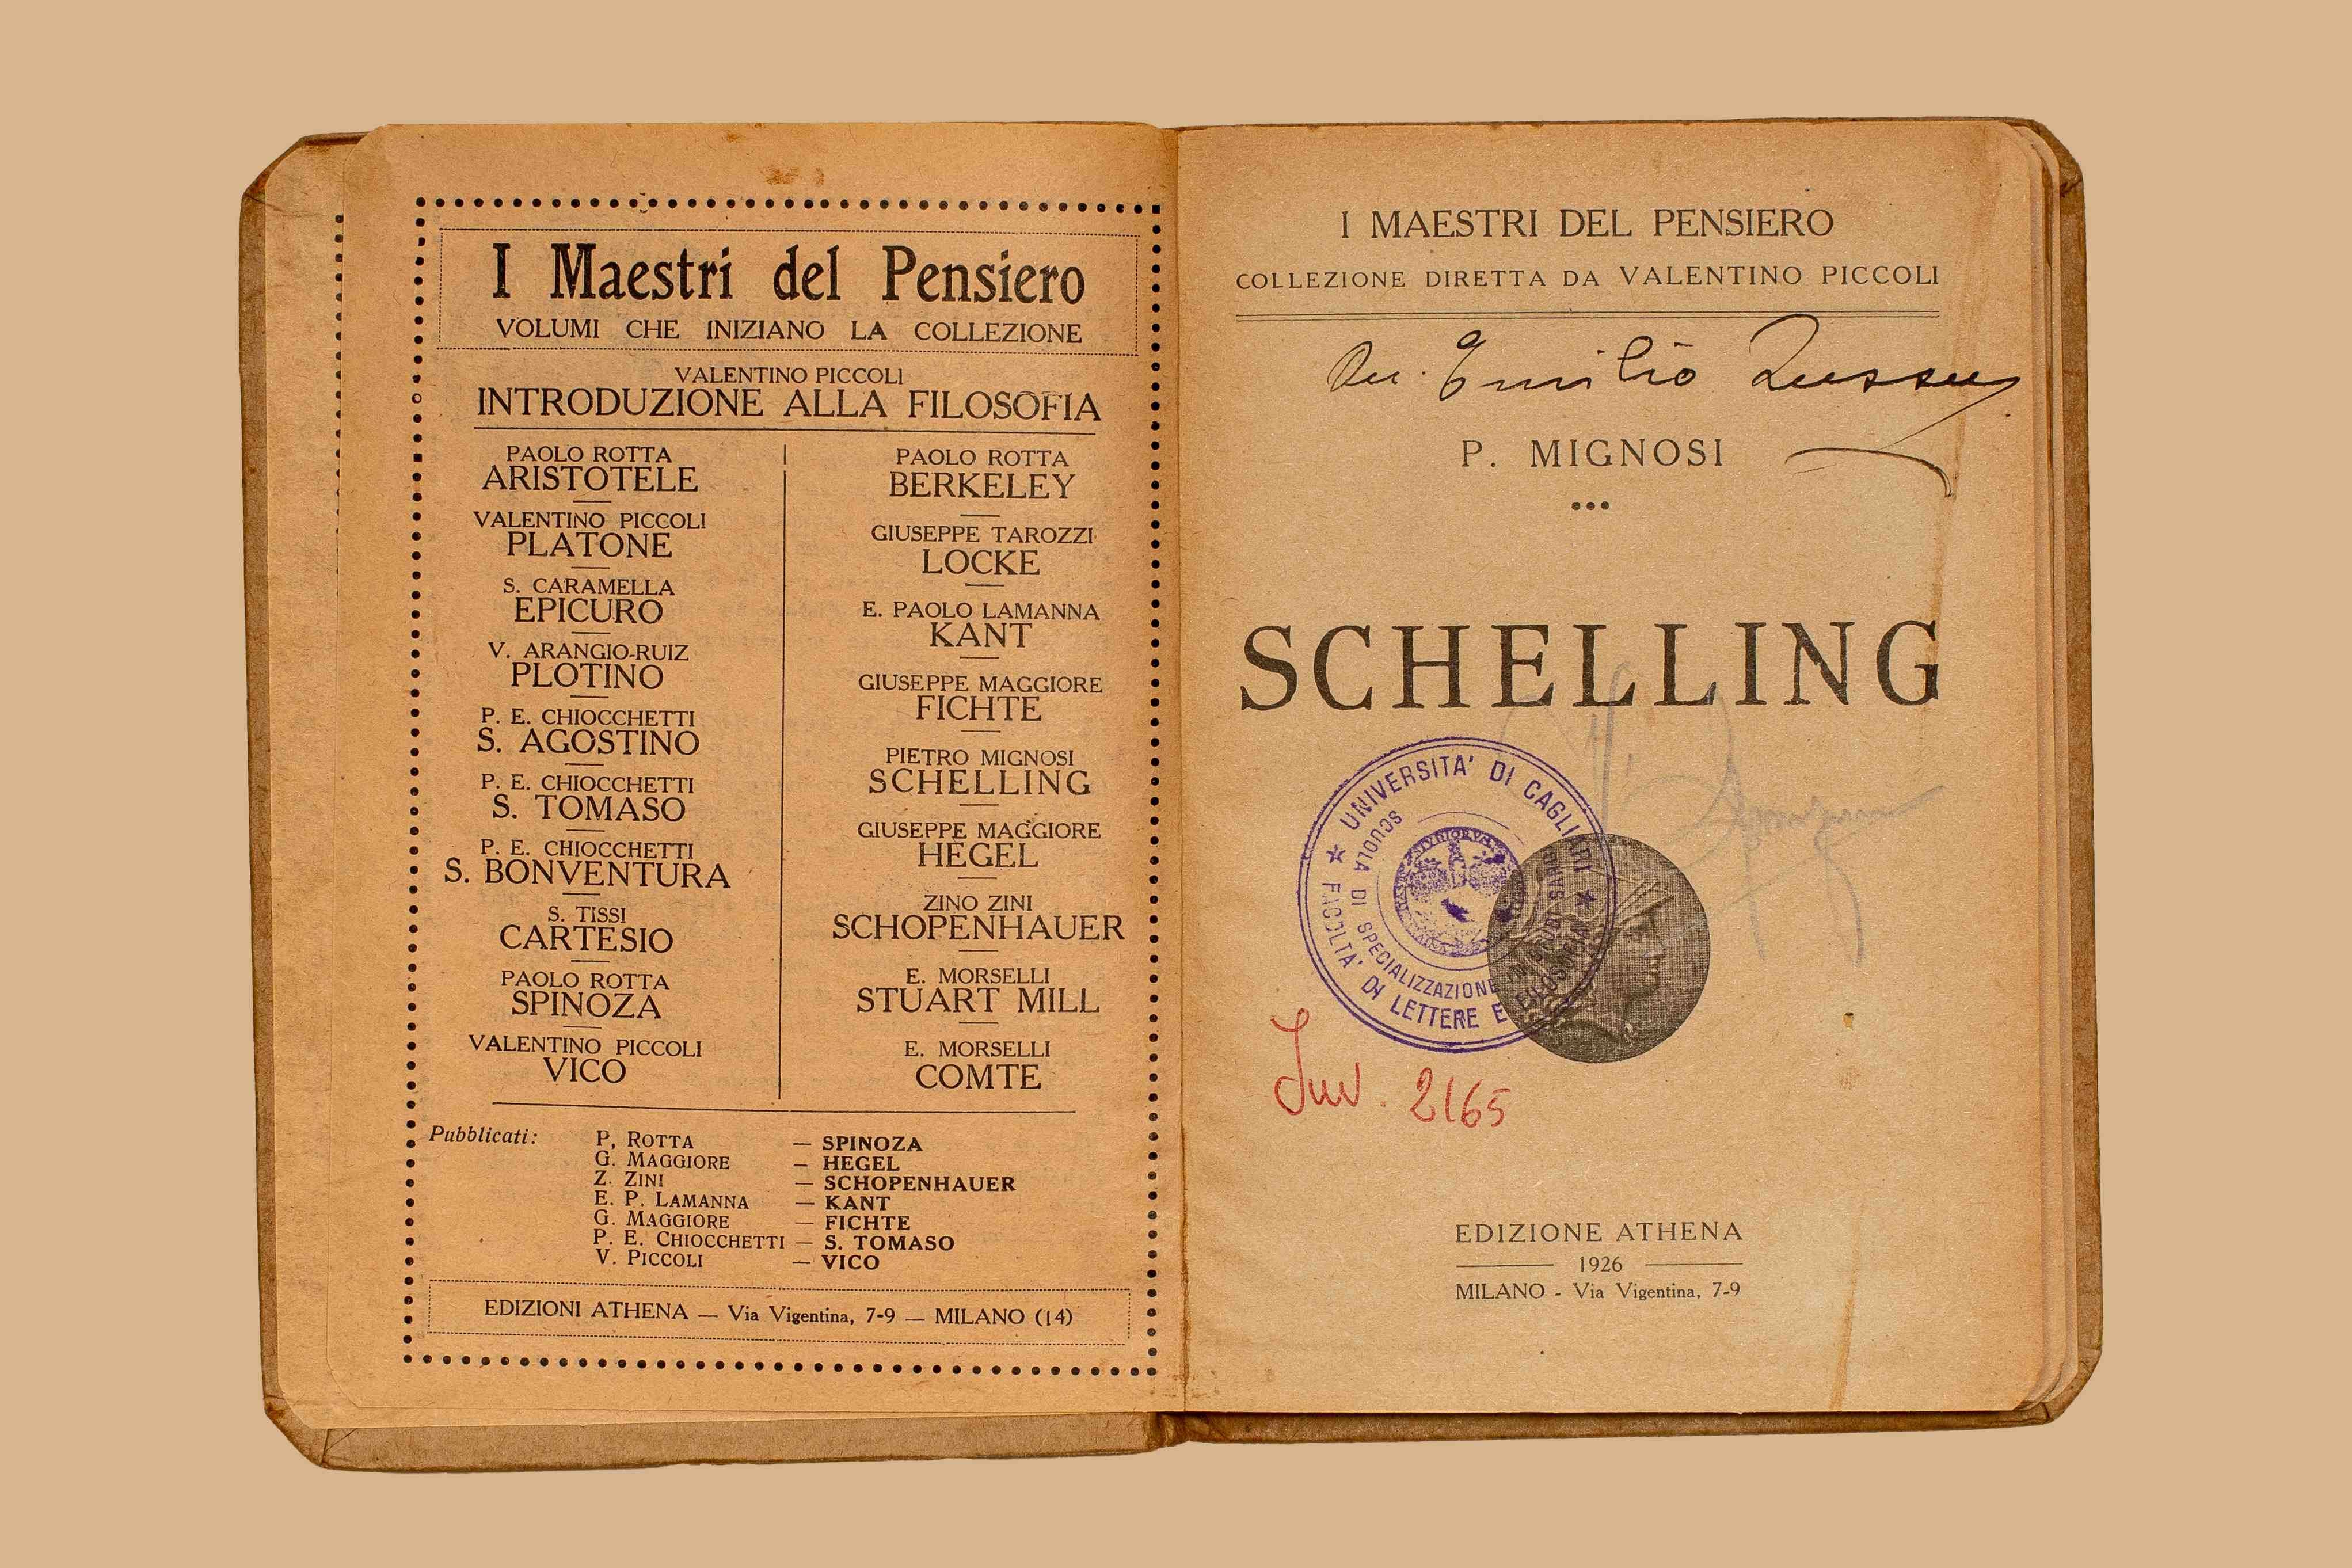 I Maestri del Pensiero
VOLUMI CHE INIZIANO LA COLLEZIONE
VALENTINO PICCOLI
INTRODUZIONE ALLA FILOSOFIA
PAOLO ROTTA
ARISTOTELE
VALENTINO PICCOLI
PLATONE
S. CARAMELLA
EPICURO
V. ARANGIO-RUIZ
PLOTINO
P. E. CHIOCCHETTI
S. AGOSTINO
P. E. CHIOCCHETTI
S. TOMASO
P. E. CHIOCCHETTI
S. BONVENTURA
S. TISSI
CARTESIO
PAOLO ROTTA
SPINOZA
VALENTINO PICCOLI
VICO
PAOLO ROTTA
BERKELEY
GIUSEPPE TAROZZI
LOCKE
E. PAOLO LAMANNA
KANT
GIUSEPPE MAGGIORE
FICHTE
PIETRO MIGNOSI
SCHELLING
GIUSEPPE MAGGIORE
HEGEL
ZINO ZINI
SCHOPENHAUER
E. MORSELLI
STUART MILL
E. MORSELLI
COMTE
Pubblicati:
P, ROTTA — SPINOZA
G. MAGGIORE — HEGEL
Z. ZINI — SCHOPENHAUER
E. P. LAMANNA — KANT
G. MAGGIORE — FICHTE
P. E. CHIOCCHETTI — S. TOMASO
V. PICCOLI — VICO
EDIZIONI ATHENA — Via Vigentina, 7-9 — MILANO (14)
I MAESTRI DEL PENSIERO
COLLEZIONE DIRETTA DA VALENTINO PICCOLI
Emilio Lussu
P. MIGNOSI
SCHELLING
UNIVERSITA' DI CAGLIARI
FACOLTA' DI LETTERE E FILOSOFIA
SCUOLA DI SPECIALIZZAZIONE IN STUDI SARDI
Inv. 2165
EDIZIONE ATHENA
1926
MILANO - Via Vigentina, 7-9